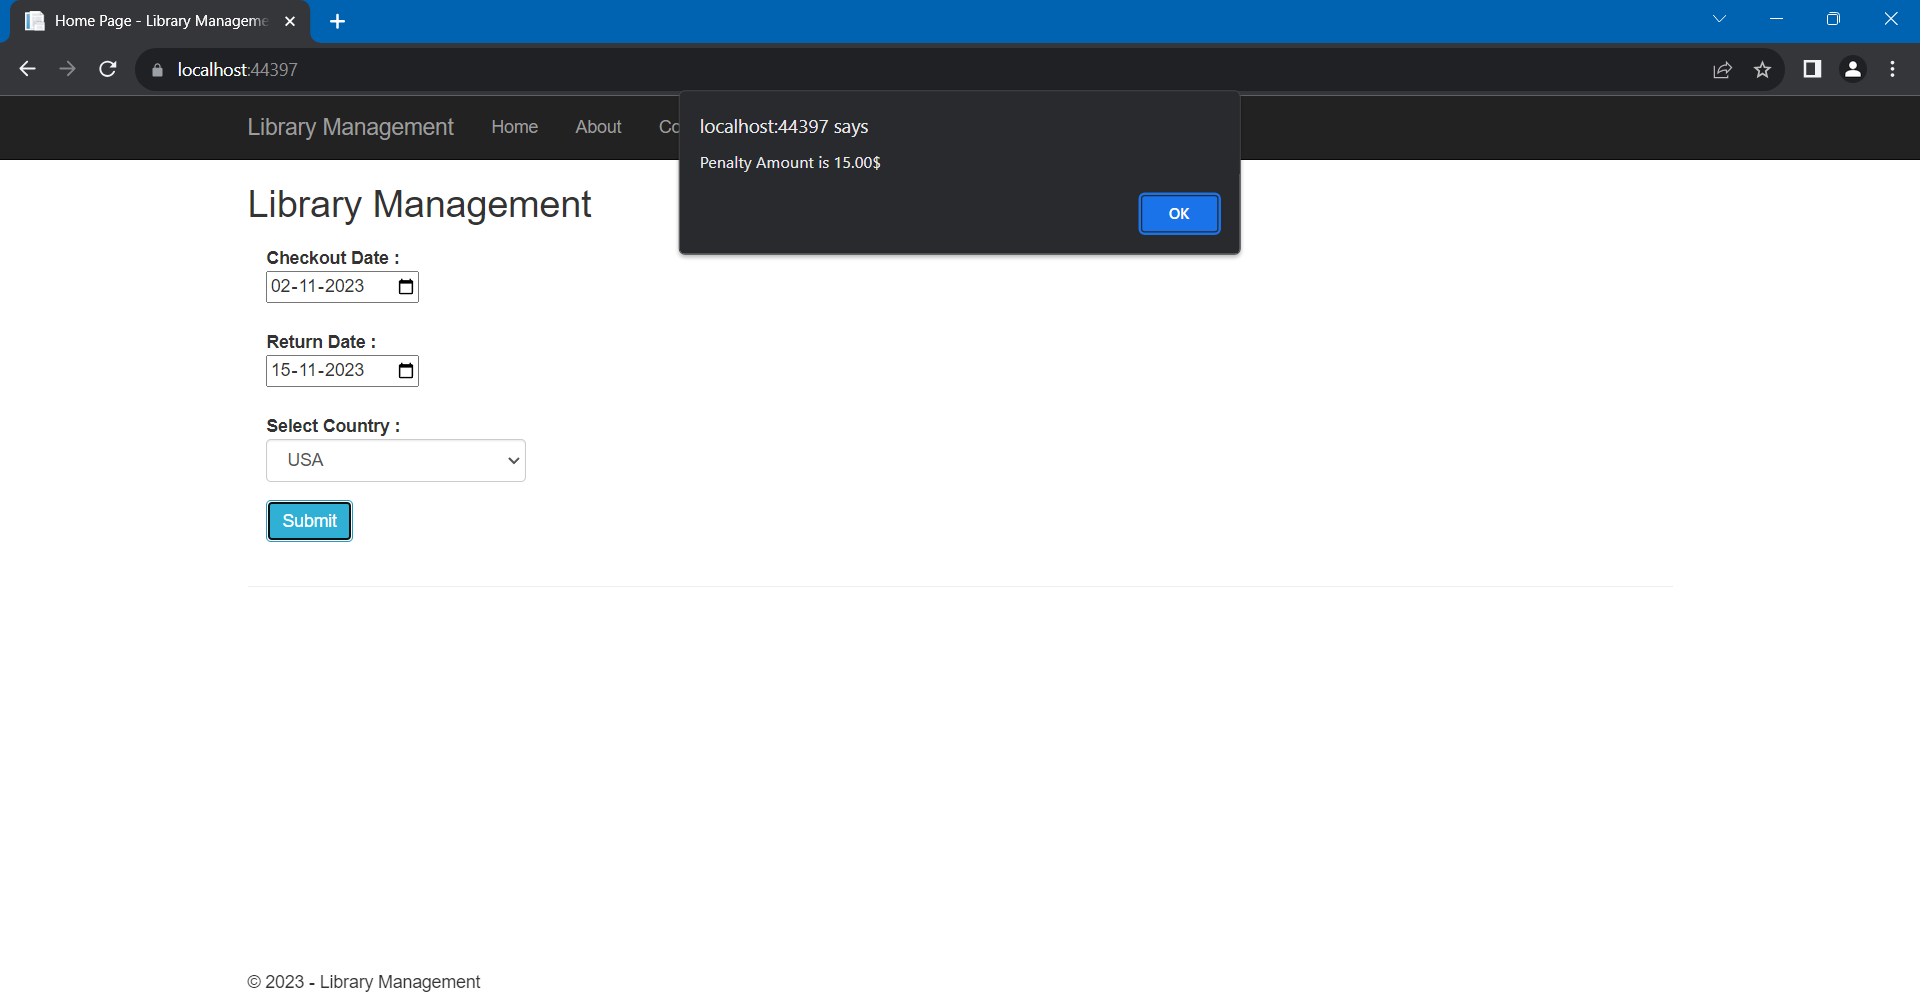 Home Page - Library Manageme
localhost:44397
Library Management Home About Co
localhost:44397 says
Penalty Amount is 15.00$
OK
Library Management
Checkout Date :
02-11-2023
Return Date :
15-11-2023
Select Country :
USA
Submit
© 2023 - Library Management